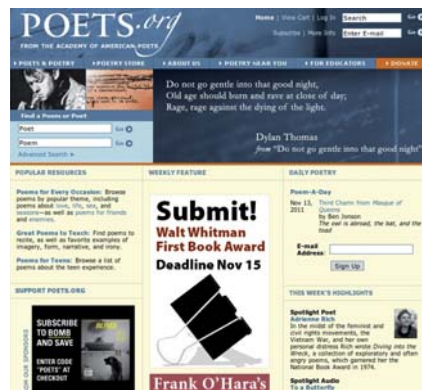 POETS.org
FROM THE ACADEMY OF AMERICAN POETS
Home | View Cart | Log In
Search
Go
Subscribe | More Info
Enter E-mail
Go
POETS & POETRY
POETRY STORE
ABOUT US
POETRY NEAR YOU
FOR EDUCATORS
DONATE
Do not go gentle into that good night,
Old age should burn and rave at close of day;
Rage, rage against the dying of the light.
Dylan Thomas
from "Do not go gentle into that good night"
Find a Poem or Poet
Poet
Go
Poem
Go
Advanced Search
POPULAR RESOURCES
Poems for Every Occasion: Browse
poems by popular theme, including
poems about love, life, sex, and
seasons—as well as poems for friends
and enemies.
Great Poems to Teach: Find poems to
recite, as well as favorite examples of
imagery, form, narrative, and irony.
Poems for Teens: Browse a list of
poems about the teen experience.
SUPPORT POETS.ORG
FROM OUR SPONSORS
SUBSCRIBE
TO BOMB
AND SAVE
ENTER CODE
"POETS" AT
CHECKOUT
BOMB
WEEKLY FEATURE
Submit!
Walt Whitman
First Book Award
Deadline Nov 15
Frank O'Hara's
DAILY POETRY
Poem-A-Day
Nov 13,
2011
Third Charm from Masque of
Queens
by Ben Jonson
The owl is abroad, the bat, and the
toad
E-mail
Address:
Sign Up
THIS WEEK'S HIGHLIGHTS
Spotlight Poet
Adrienne Rich
In the midst of the feminist and
civil rights movements, the
Vietnam War, and her own
personal distress Rich wrote Diving into the
Wreck, a collection of exploratory and often
angry poems, which garnered her the
National Book Award in 1974.
Spotlight Audio
To a Butterfly